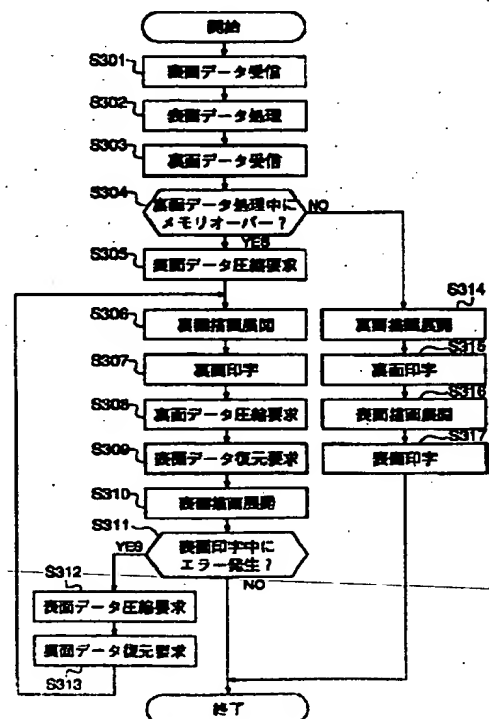 開始
S301
表面データ受信
S302
表面データ処理
S303
裏面データ受信
S304
裏面データ処理中に
メモリオーバー?
NO
YES
S305
表面データ圧縮要求
S306
裏面描画展開
S307
裏面印字
S308
裏面データ圧縮要求
S309
表面データ復元要求
S310
表面描画展開
S311
表面印字中に
エラー発生?
YES
NO
S312
表面データ圧縮要求
裏面データ復元要求
S313
S314
裏面描画展開
S315
裏面印字
S316
表面描画展開
S317
表面印字
終了